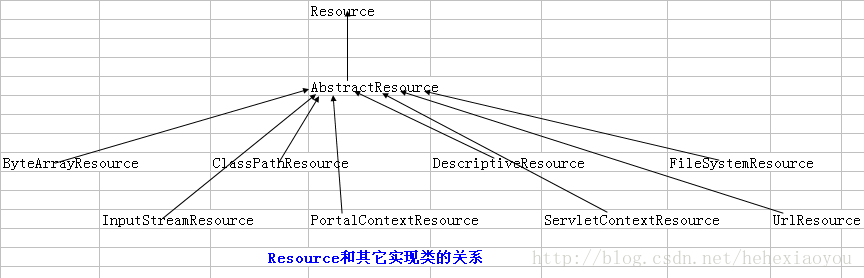 Resource
AbstractResource
ByteArrayResource ClassPathResource DescriptiveResource FileSystemResource
InputStreamResource PortalContextResource ServletContextResource UrlResource
Resource和其它实现类的关系 http://blog.csdn.net/hehexiaoyou